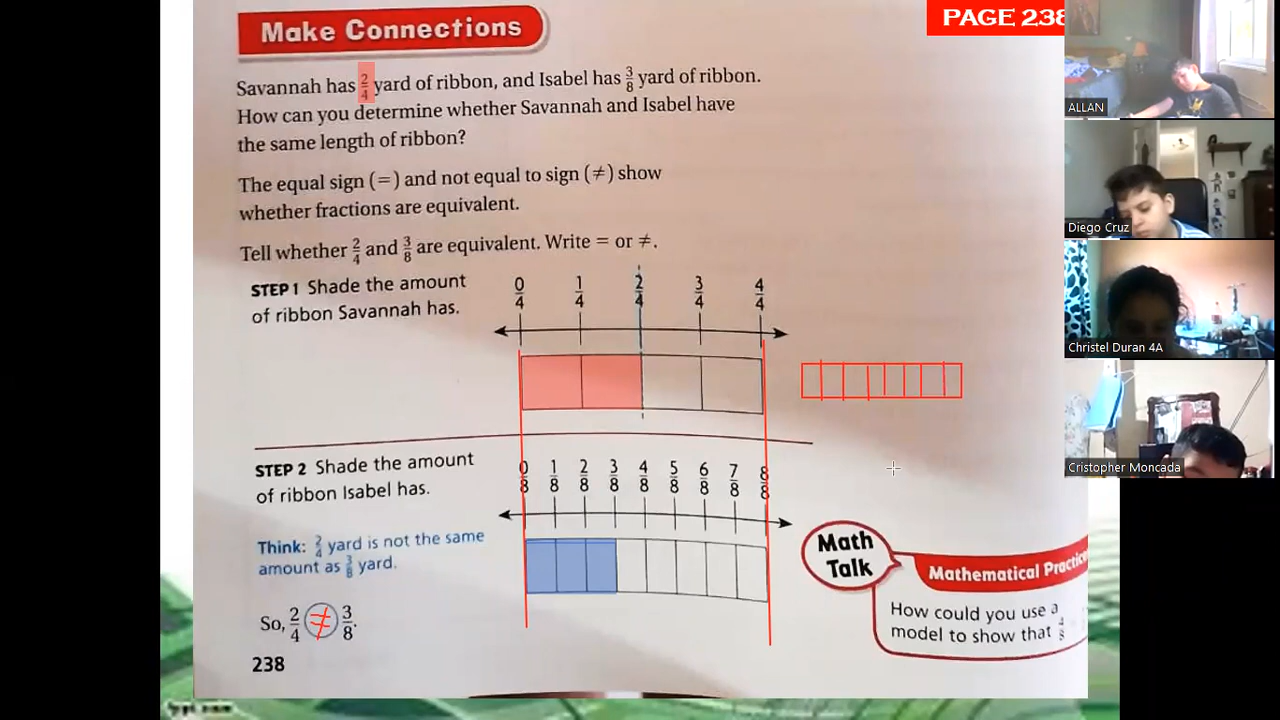 Make Connections
PAGE 238
Savannah has 2/4 yard of ribbon, and Isabel has 3/8 yard of ribbon.
How can you determine whether Savannah and Isabel have
the same length of ribbon?
The equal sign (=) and not equal to sign (≠) show
whether fractions are equivalent.
Tell whether 2/4 and 3/8 are equivalent. Write = or ≠.
STEP 1 Shade the amount
of ribbon Savannah has.
0/4 1/4 2/4 3/4 4/4
STEP 2 Shade the amount
of ribbon Isabel has.
0/8 1/8 2/8 3/8 4/8 5/8 6/8 7/8 8/8
Think: 2/4 yard is not the same
amount as 3/8 yard.
So, 2/4 ≠ 3/8.
238
Math
Talk
Mathematical
How could you use a
model to show that
ALLAN
Diego Cruz
Christel Duran 4A
Cristopher Moncada